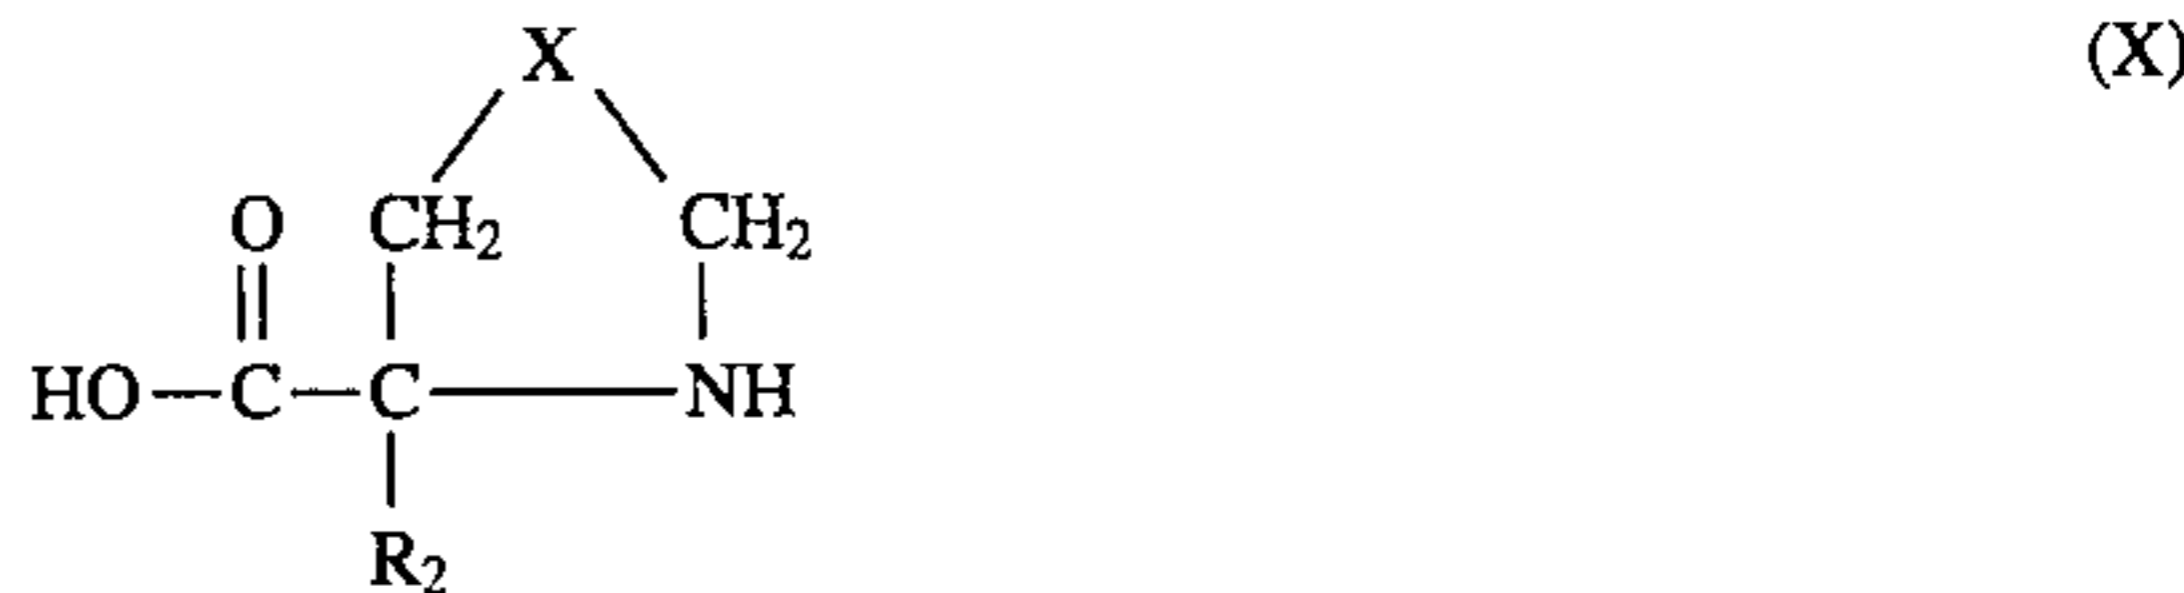 X (X)
O CH₂ CH₂
HO—C—C—NH
R₂